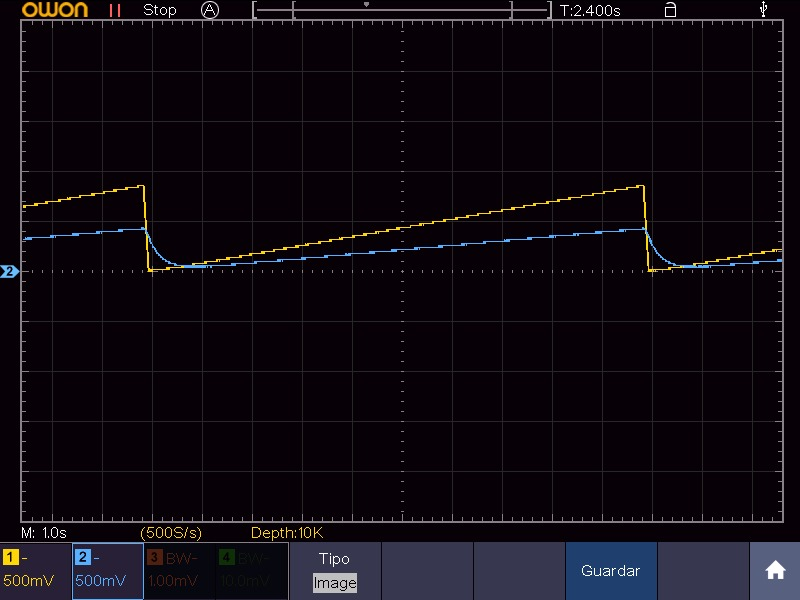 OWON Stop A T:2.400s
2
M: 1.0s (500S/s) Depth:10K
1 - 2 - 3 BW- 4 BW- Tipo
500mV 500mV 1.00mV 10.0mV Image Guardar